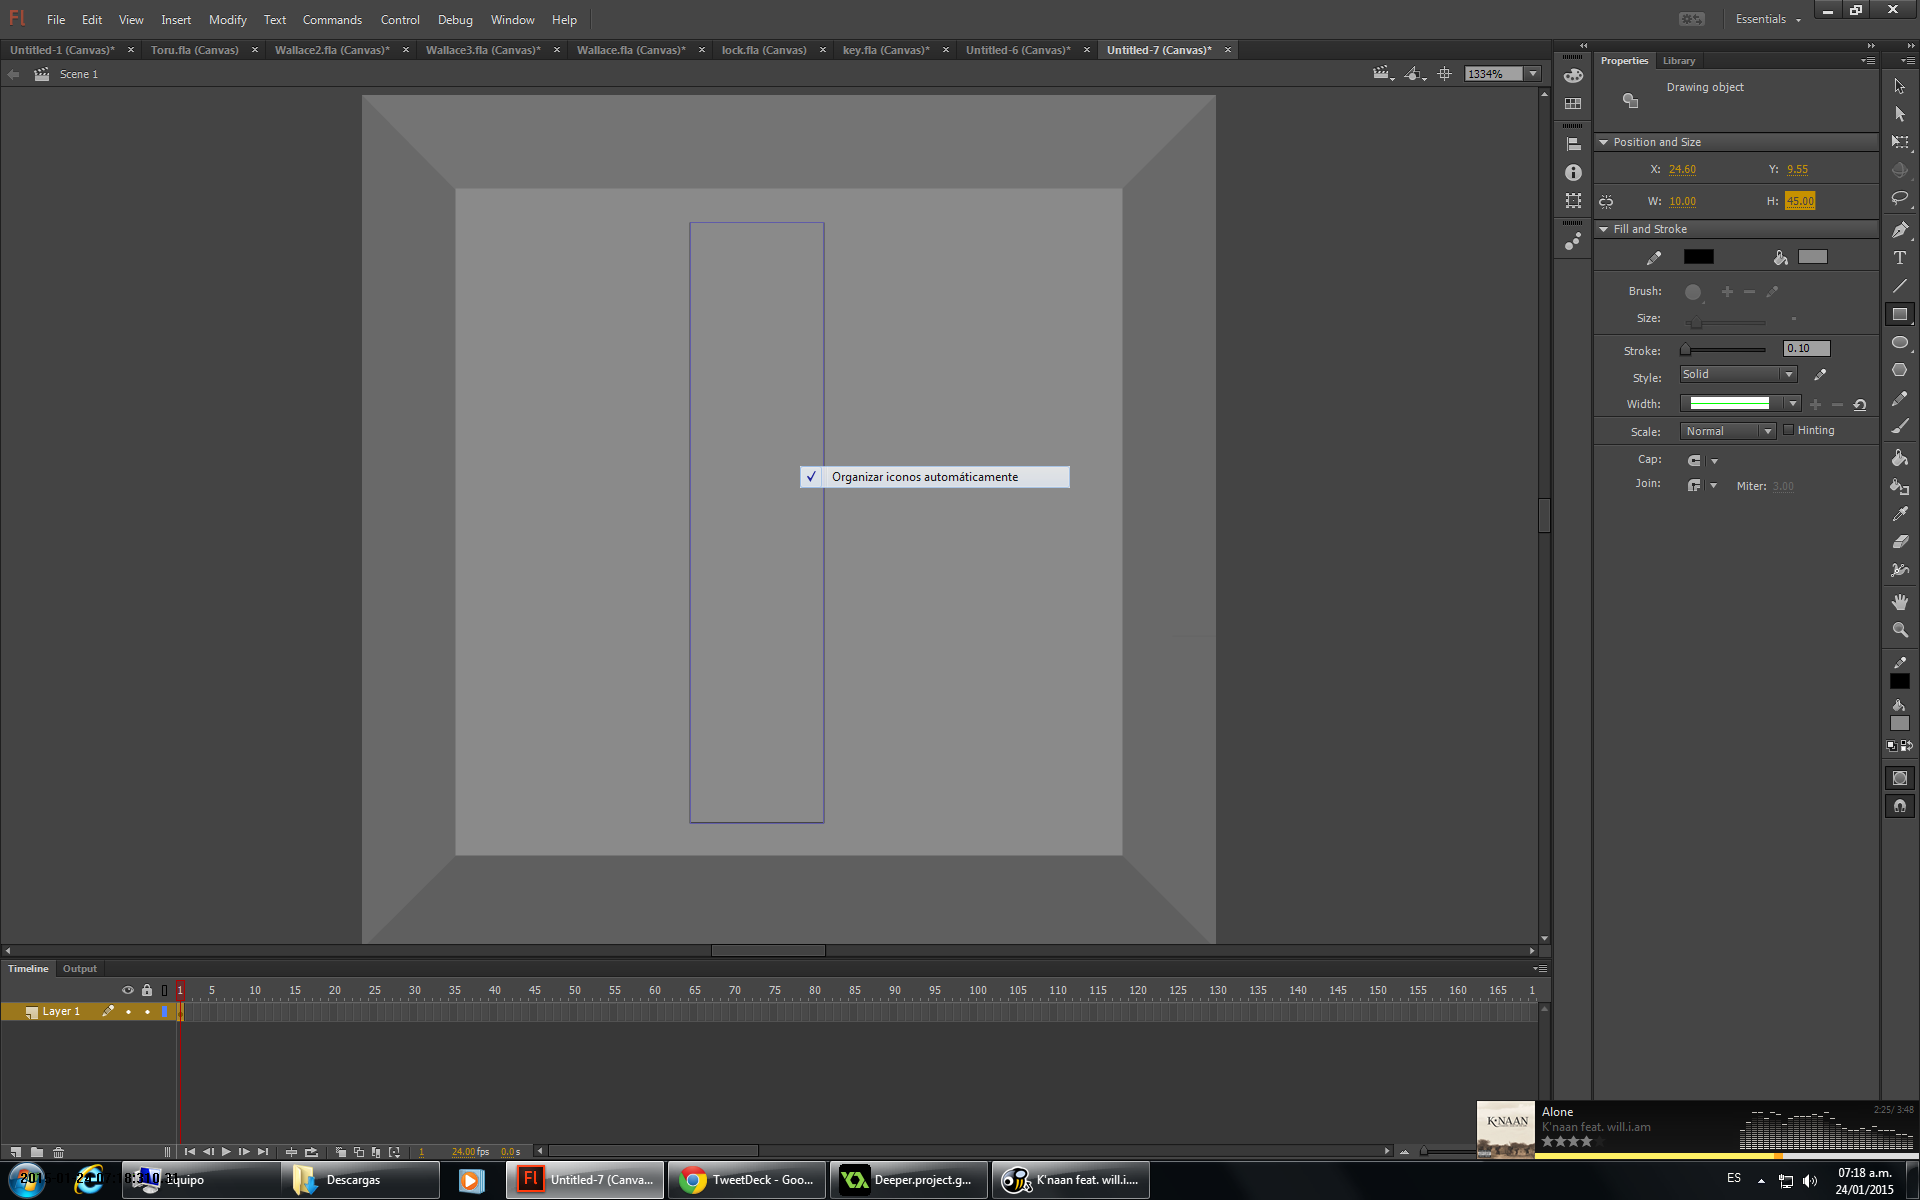 Fl File Edit View Insert Modify Text Commands Control Debug Window Help Essentials
Untitled-1 (Canvas)* Toru.fla (Canvas) Wallace2.fla (Canvas)* Wallace3.fla (Canvas)* Wallace.fla (Canvas)* lock.fla (Canvas) key.fla (Canvas)* Untitled-6 (Canvas)* Untitled-7 (Canvas)*
Scene 1 1334%
Properties Library
Drawing object
Position and Size
X: 24.60 Y: 9.55
W: 10.00 H: 45.00
Fill and Stroke
Brush:
Size:
Stroke: 0.10
Style: Solid
Width:
Scale: Normal Hinting
Cap:
Join: Miter: 3.00
Organizar iconos automáticamente
Timeline Output
1 5 10 15 20 25 30 35 40 45 50 55 60 65 70 75 80 85 90 95 100 105 110 115 120 125 130 135 140 145 150 155 160 165 1
Layer 1
1 24.00 fps 0.0 s
K'NAAN
Alone 2:25/ 3:48
K'naan feat. will.i.am
Equipo Descargas Fl Untitled-7 (Canva... TweetDeck - Goo... Deeper.project.g... K'naan feat. will.i....
ES 07:18 a.m.
24/01/2015